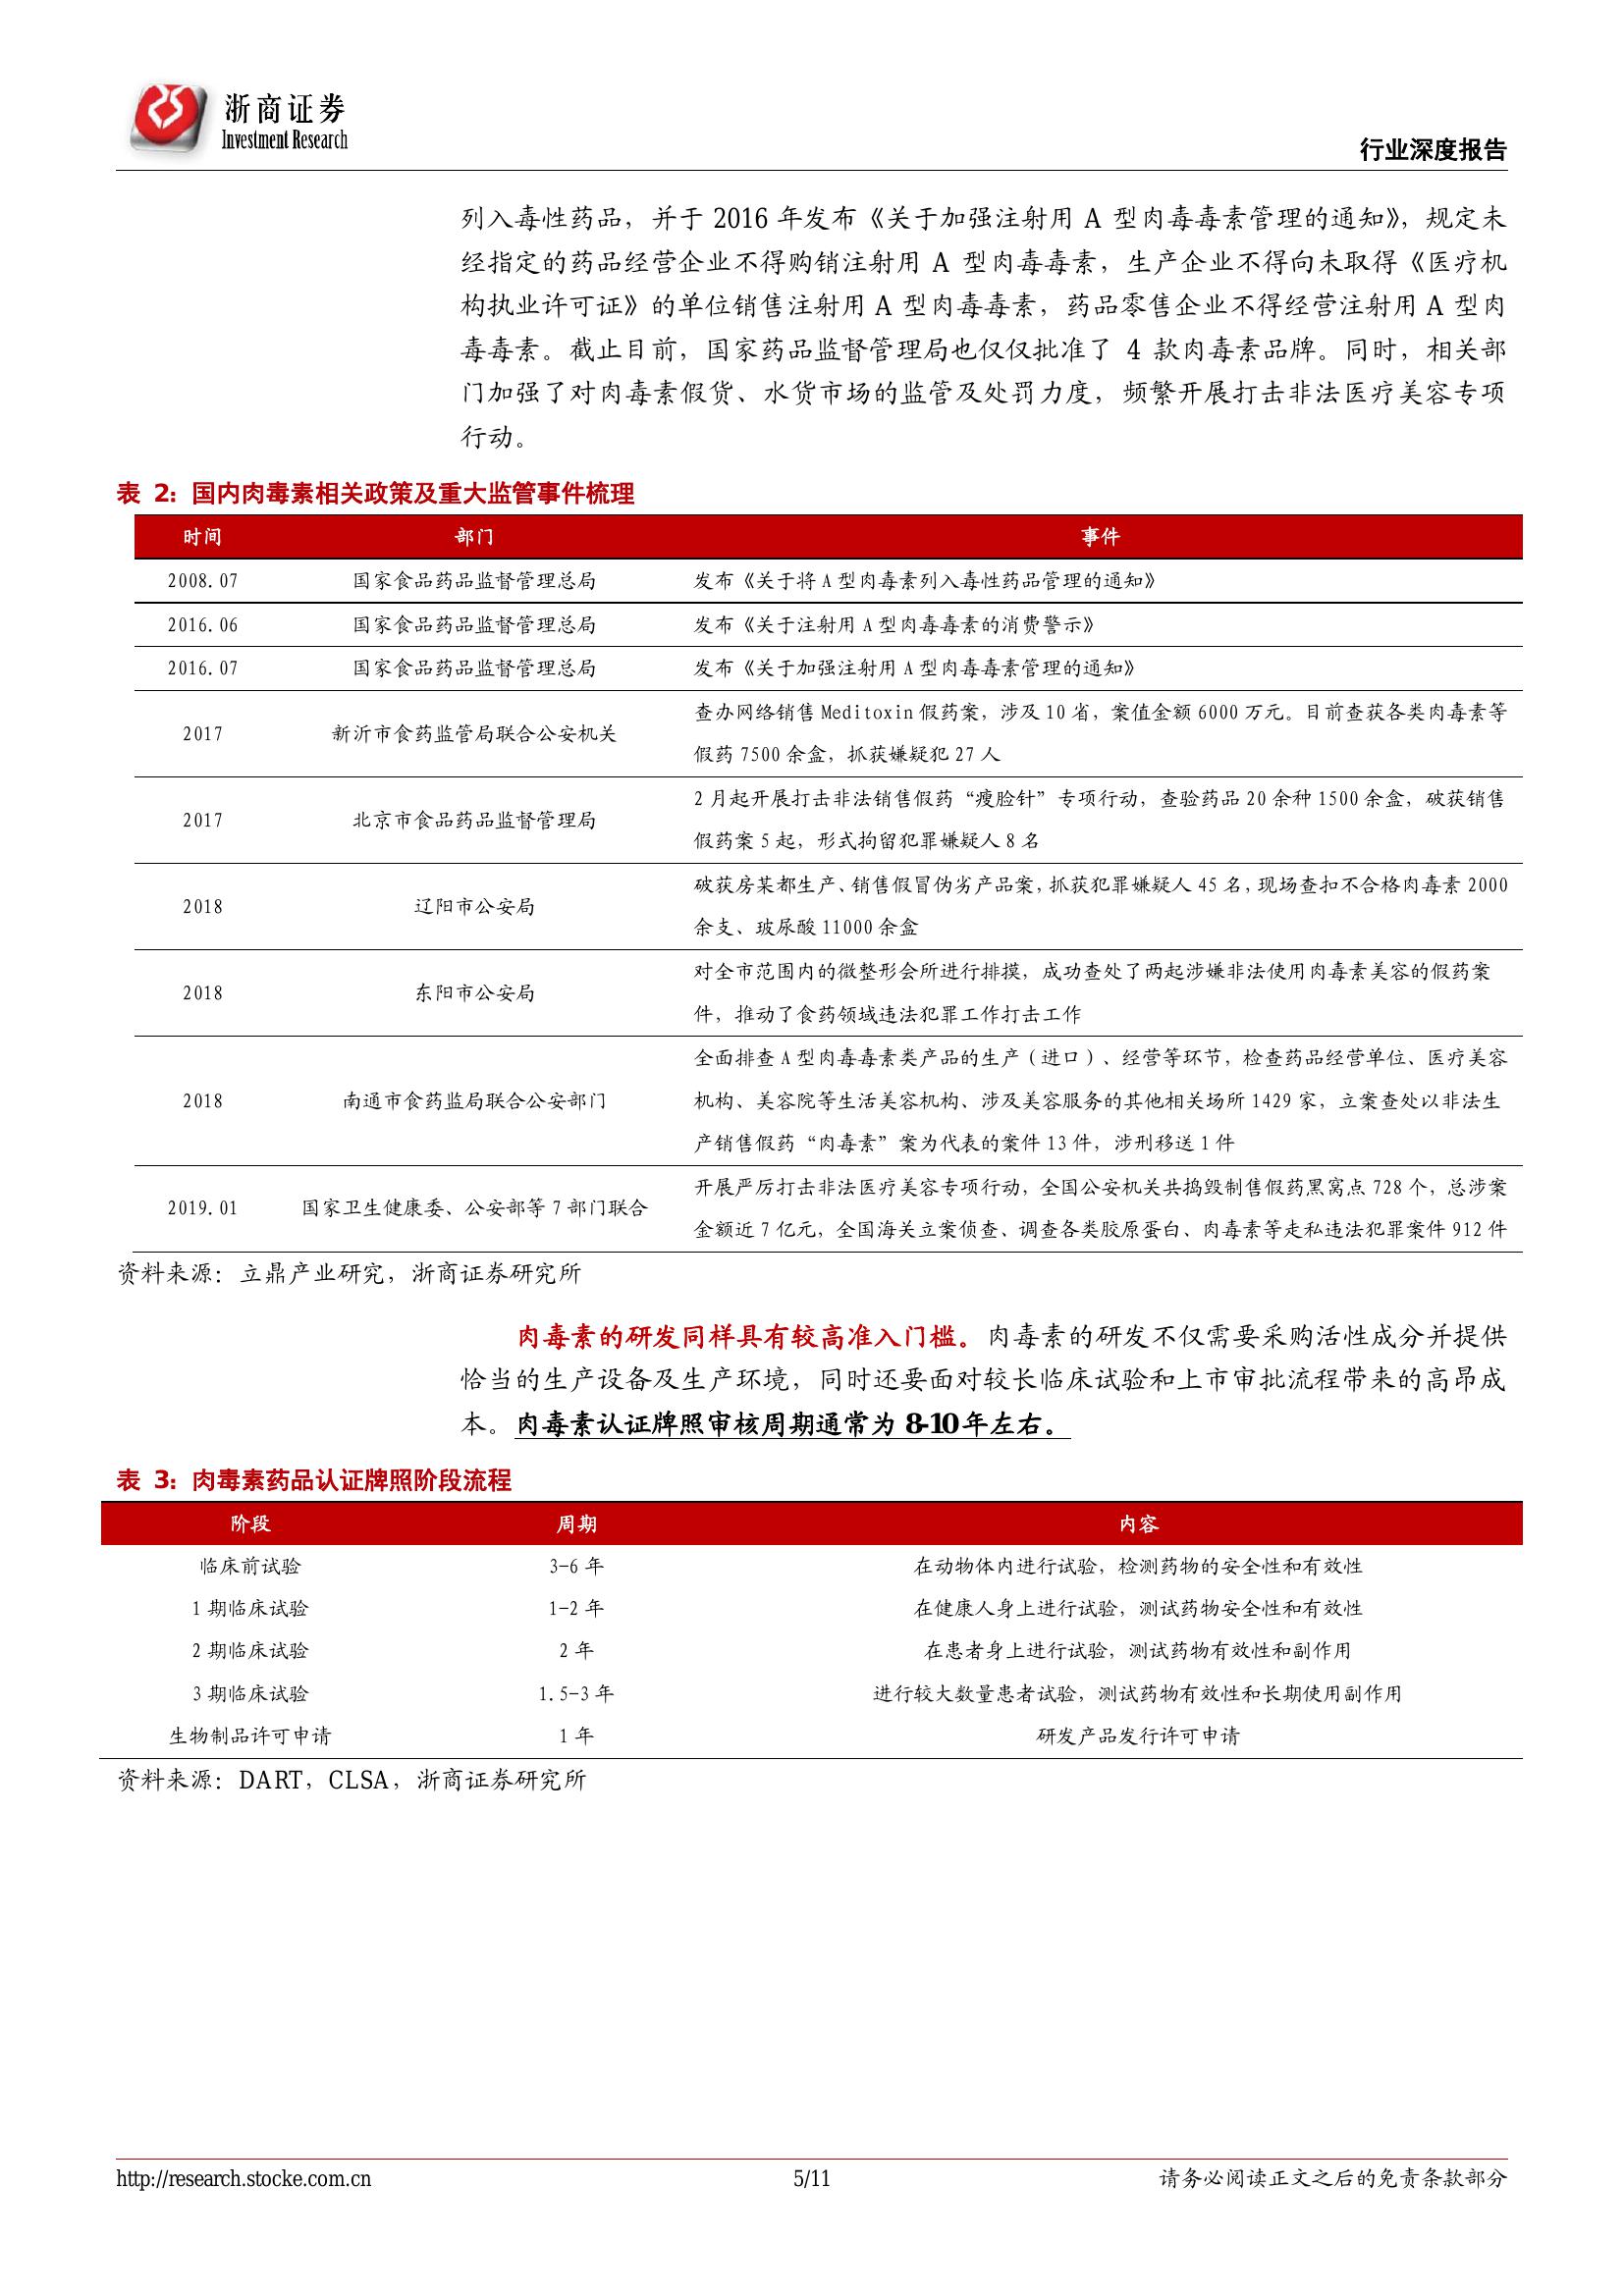 浙商证券
Investment Research
行业深度报告
列入毒性药品，并于 2016 年发布《关于加强注射用 A 型肉毒毒素管理的通知》，规定未
经指定的药品经营企业不得购销注射用 A 型肉毒毒素，生产企业不得向未取得《医疗机
构执业许可证》的单位销售注射用 A 型肉毒毒素，药品零售企业不得经营注射用 A 型肉
毒毒素。截止目前，国家药品监督管理局也仅仅批准了 4 款肉毒素品牌。同时，相关部
门加强了对肉毒素假货、水货市场的监管及处罚力度，频繁开展打击非法医疗美容专项
行动。
表 2：国内肉毒素相关政策及重大监管事件梳理
时间 部门 事件
2008.07 国家食品药品监督管理总局 发布《关于将 A 型肉毒素列入毒性药品管理的通知》
2016.06 国家食品药品监督管理总局 发布《关于注射用 A 型肉毒毒素的消费警示》
2016.07 国家食品药品监督管理总局 发布《关于加强注射用 A 型肉毒毒素管理的通知》
2017 新沂市食药监管局联合公安机关 查办网络销售 Meditoxin 假药案，涉及 10 省，案值金额 6000 万元。目前查获各类肉毒素等
假药 7500 余盒，抓获嫌疑犯 27 人
2017 北京市食品药品监督管理局 2 月起开展打击非法销售假药“瘦脸针”专项行动，查验药品 20 余种 1500 余盒，破获销售
假药案 5 起，形式拘留犯罪嫌疑人 8 名
2018 辽阳市公安局 破获房某都生产、销售假冒伪劣产品案，抓获犯罪嫌疑人 45 名，现场查扣不合格肉毒素 2000
余支、玻尿酸 11000 余盒
2018 东阳市公安局 对全市范围内的微整形会所进行排摸，成功查处了两起涉嫌非法使用肉毒素美容的假药案
件，推动了食药领域违法犯罪工作打击工作
2018 南通市食药监局联合公安部门 全面排查 A 型肉毒毒素类产品的生产（进口）、经营等环节，检查药品经营单位、医疗美容
机构、美容院等生活美容机构、涉及美容服务的其他相关场所 1429 家，立案查处以非法生
产销售假药“肉毒素”案为代表的案件 13 件，涉刑移送 1 件
2019.01 国家卫生健康委、公安部等 7 部门联合 开展严厉打击非法医疗美容专项行动，全国公安机关共捣毁制售假药黑窝点 728 个，总涉案
金额近 7 亿元，全国海关立案侦查、调查各类胶原蛋白、肉毒素等走私违法犯罪案件 912 件
资料来源：立鼎产业研究，浙商证券研究所
肉毒素的研发同样具有较高准入门槛。肉毒素的研发不仅需要采购活性成分并提供
恰当的生产设备及生产环境，同时还要面对较长临床试验和上市审批流程带来的高昂成
本。肉毒素认证牌照审核周期通常为 8-10 年左右。
表 3：肉毒素药品认证牌照阶段流程
阶段 周期 内容
临床前试验 3-6 年 在动物体内进行试验，检测药物的安全性和有效性
1 期临床试验 1-2 年 在健康人身上进行试验，测试药物安全性和有效性
2 期临床试验 2 年 在患者身上进行试验，测试药物有效性和副作用
3 期临床试验 1.5-3 年 进行较大数量患者试验，测试药物有效性和长期使用副作用
生物制品许可申请 1 年 研发产品发行许可申请
资料来源：DART，CLSA，浙商证券研究所
http://research.stocke.com.cn 5/11 请务必阅读正文之后的免责条款部分